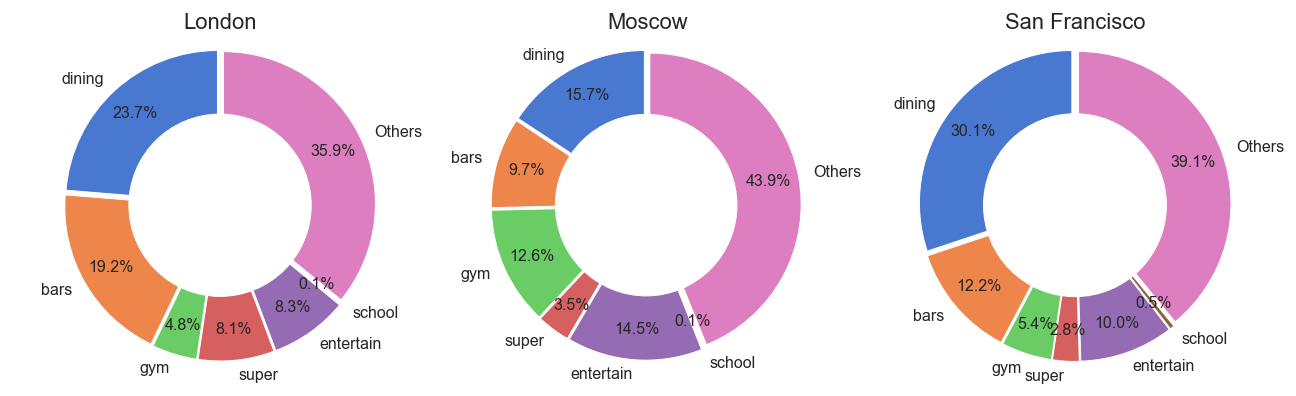 London
dining
23.7%
Others
35.9%
bars
19.2%
gym
4.8%
super
8.1%
entertain
8.3%
school
0.1%
Moscow
dining
15.7%
bars
9.7%
Others
43.9%
gym
12.6%
super
3.5%
entertain
14.5%
school
0.1%
San Francisco
dining
30.1%
Others
39.1%
bars
12.2%
gym
5.4%
super
2.8%
entertain
10.0%
school
0.5%